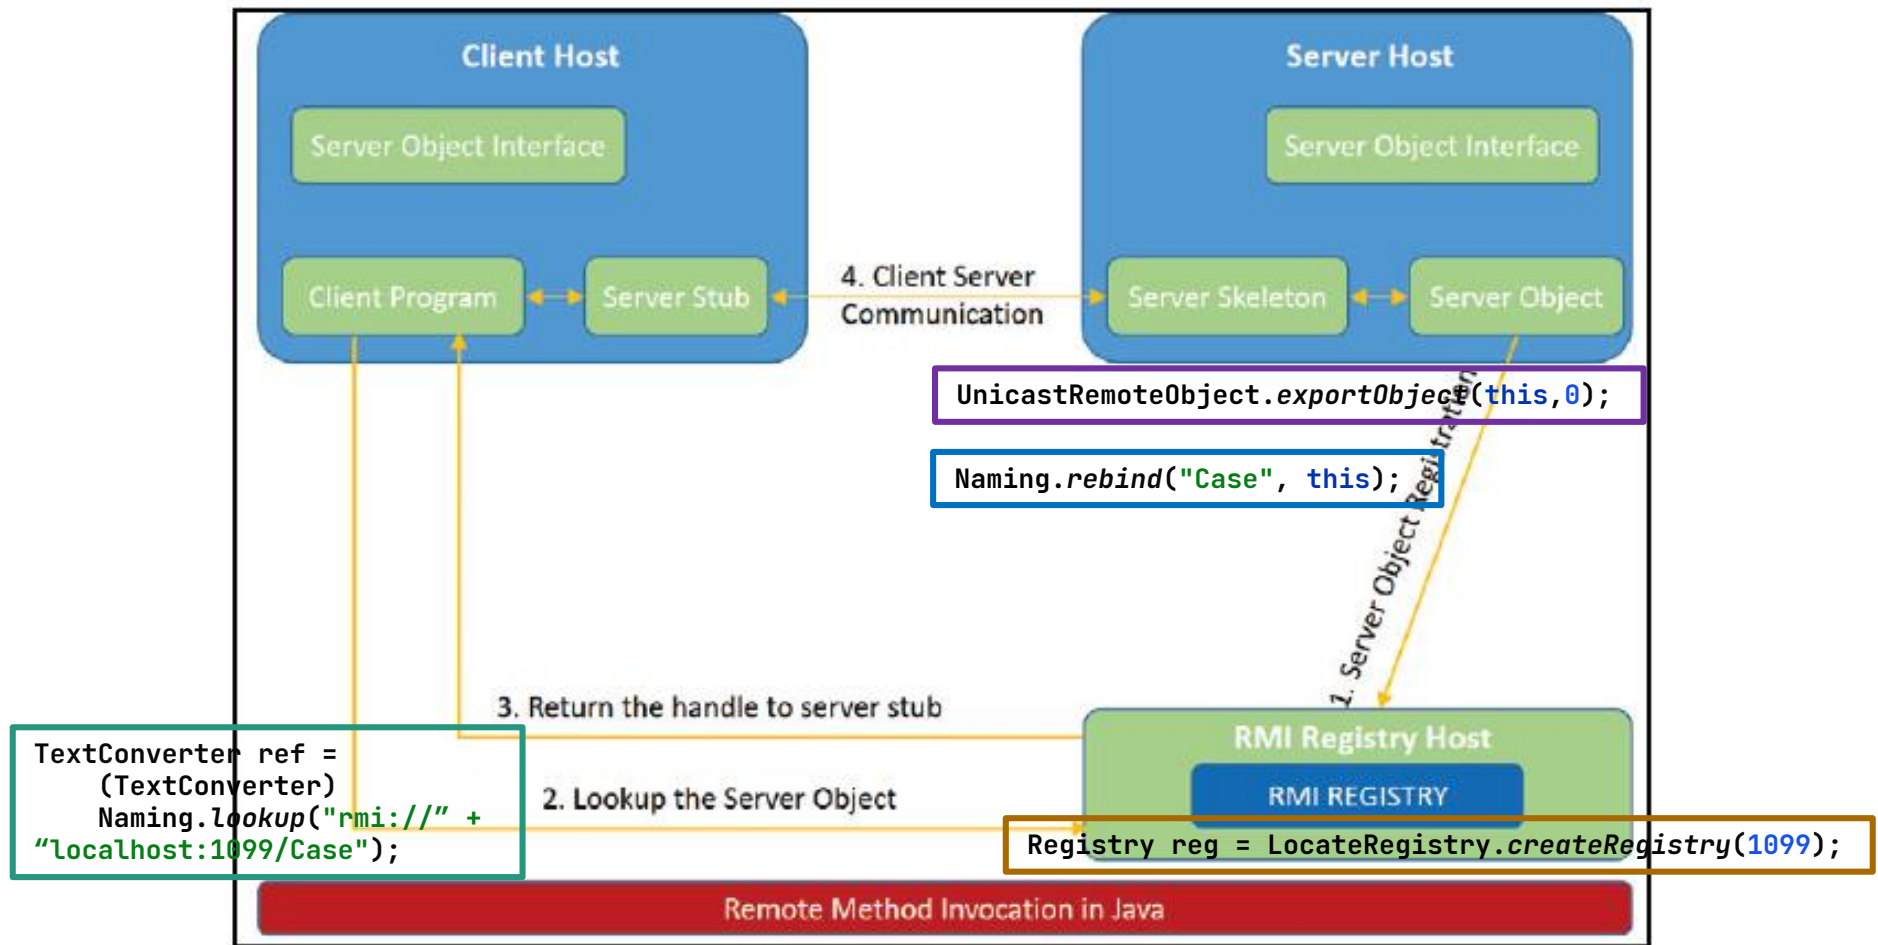 Client Host
Server Host
Server Object Interface
Server Object Interface
Client Program
Server Stub
4. Client Server
Communication
Server Skeleton
Server Object
UnicastRemoteObject.exportObject(this,0);
Naming.rebind("Case", this);
1. Server Object Registration
3. Return the handle to server stub
RMI Registry Host
RMI REGISTRY
TextConverter ref =
(TextConverter)
Naming.lookup("rmi://” +
“localhost:1099/Case");
2. Lookup the Server Object
Registry reg = LocateRegistry.createRegistry(1099);
Remote Method Invocation in Java